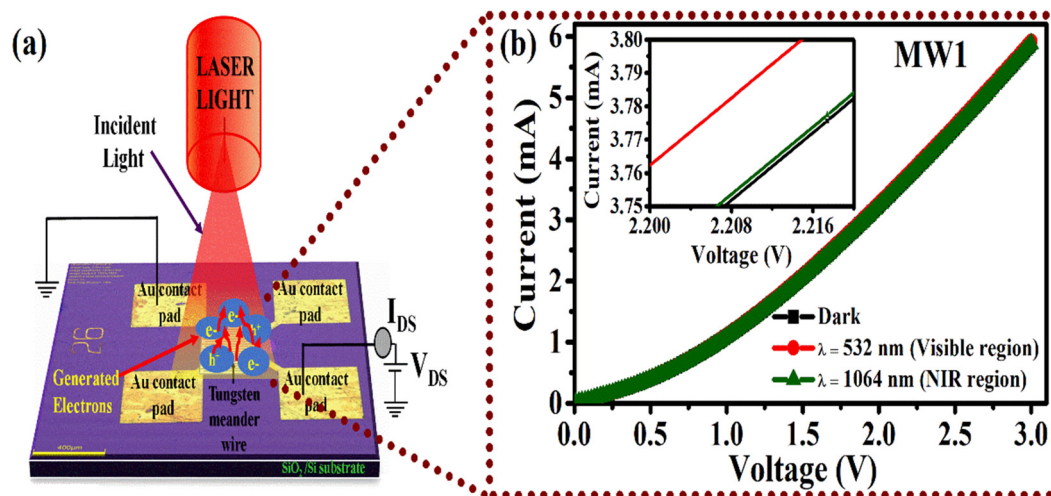 (a)
LASER
LIGHT
Incident
Light
Au contact
pad
Au contact
pad
e-
e-
h+
h+
e-
Generated
Electrons
Au contact
pad
Tungsten
meander
wire
Au contact
pad
I_DS
V_DS
400μm
SiO₂/Si substrate
(b)
MW1
Current (mA)
6
5
4
3
2
1
0
0.0 0.5 1.0 1.5 2.0 2.5 3.0
Voltage (V)
Current (mA)
3.80
3.79
3.78
3.77
3.76
3.75
2.200 2.208 2.216
Voltage (V)
Dark
λ = 532 nm (Visible region)
λ = 1064 nm (NIR region)